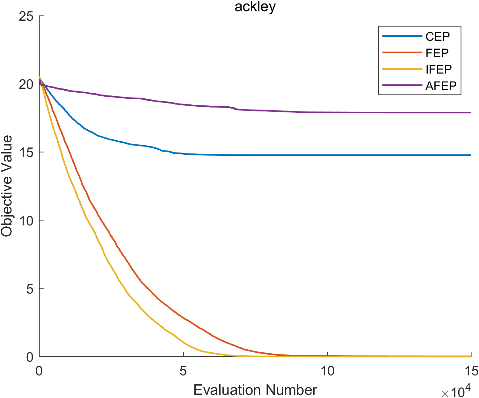 ackley
25
20
15
10
5
0
0
5
10
15
×10⁴
Objective Value
Evaluation Number
CEP
FEP
IFEP
AFEP